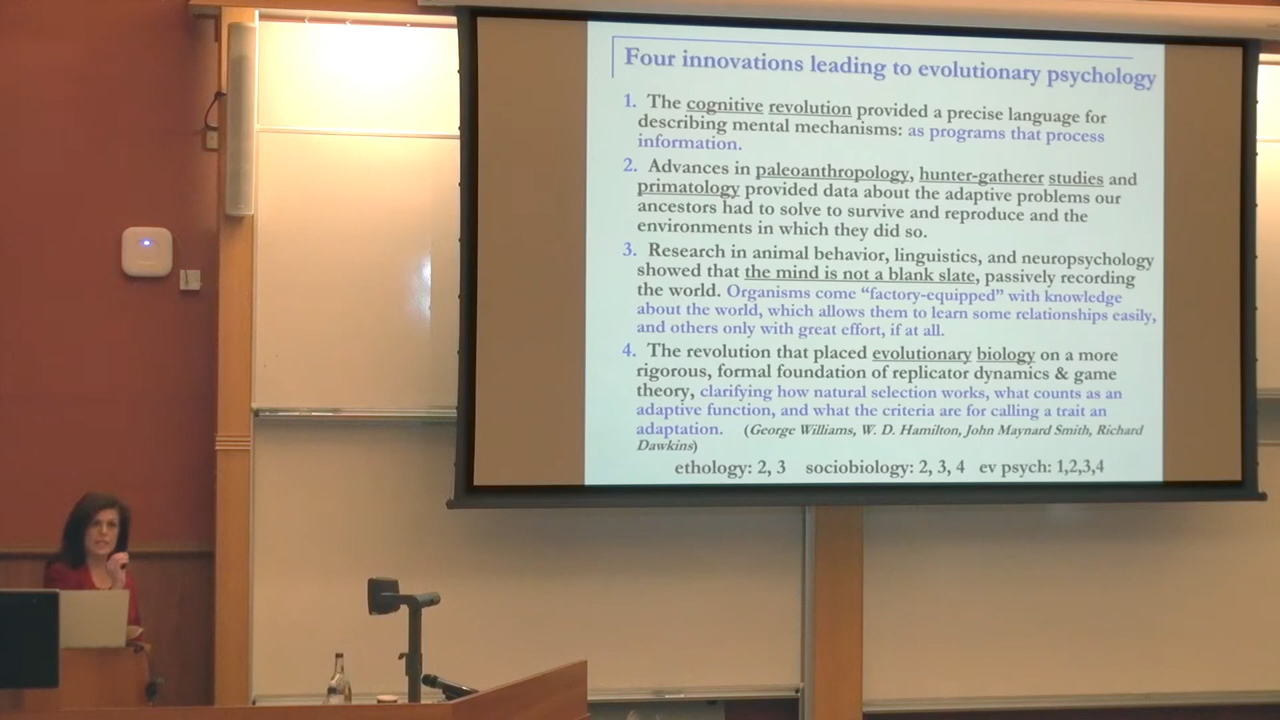 Four innovations leading to evolutionary psychology
1. The cognitive revolution provided a precise language for
describing mental mechanisms: as programs that process
information.
2. Advances in paleoanthropology, hunter-gatherer studies and
primatology provided data about the adaptive problems our
ancestors had to solve to survive and reproduce and the
environments in which they did so.
3. Research in animal behavior, linguistics, and neuropsychology
showed that the mind is not a blank slate, passively recording
the world. Organisms come “factory-equipped” with knowledge
about the world, which allows them to learn some relationships easily,
and others only with great effort, if at all.
4. The revolution that placed evolutionary biology on a more
rigorous, formal foundation of replicator dynamics & game
theory, clarifying how natural selection works, what counts as an
adaptive function, and what the criteria are for calling a trait an
adaptation. (George Williams, W. D. Hamilton, John Maynard Smith, Richard
Dawkins)
ethology: 2, 3 sociobiology: 2, 3, 4 ev psych: 1,2,3,4